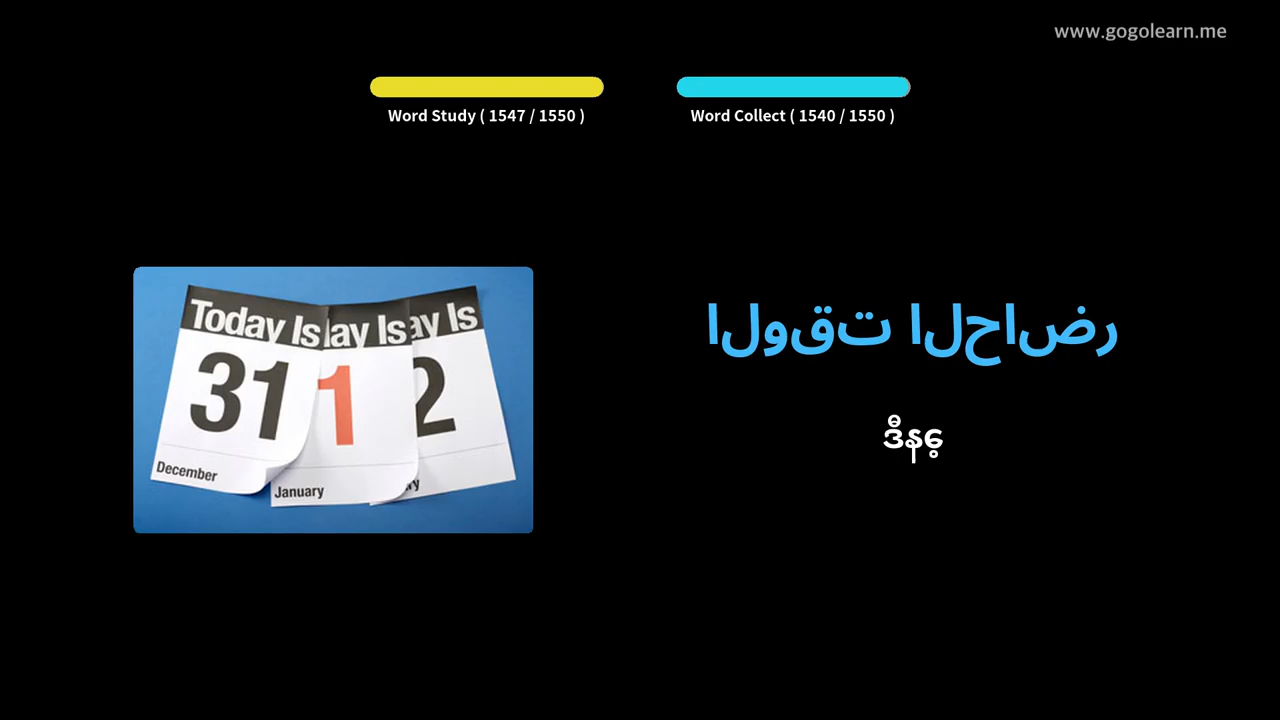 www.gogolearn.me
Word Study ( 1547 / 1550 )
Word Collect ( 1540 / 1550 )
Today Is
ay Is
ay Is
31
1
2
December
January
ry
الوقت الحاضر
ဒီနေ့